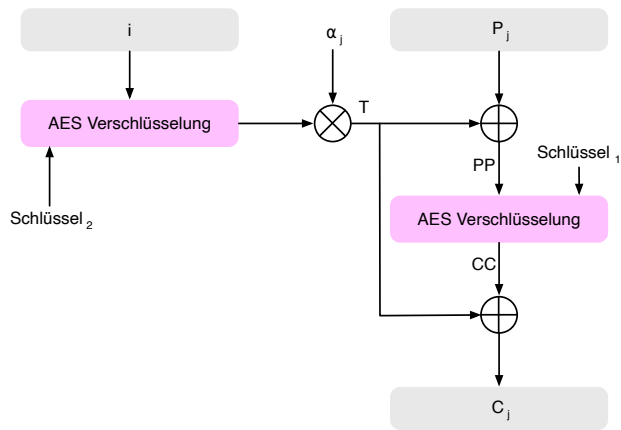 i
α j
P j
AES Verschlüsselung
T
PP
Schlüssel 1
Schlüssel 2
AES Verschlüsselung
CC
C j